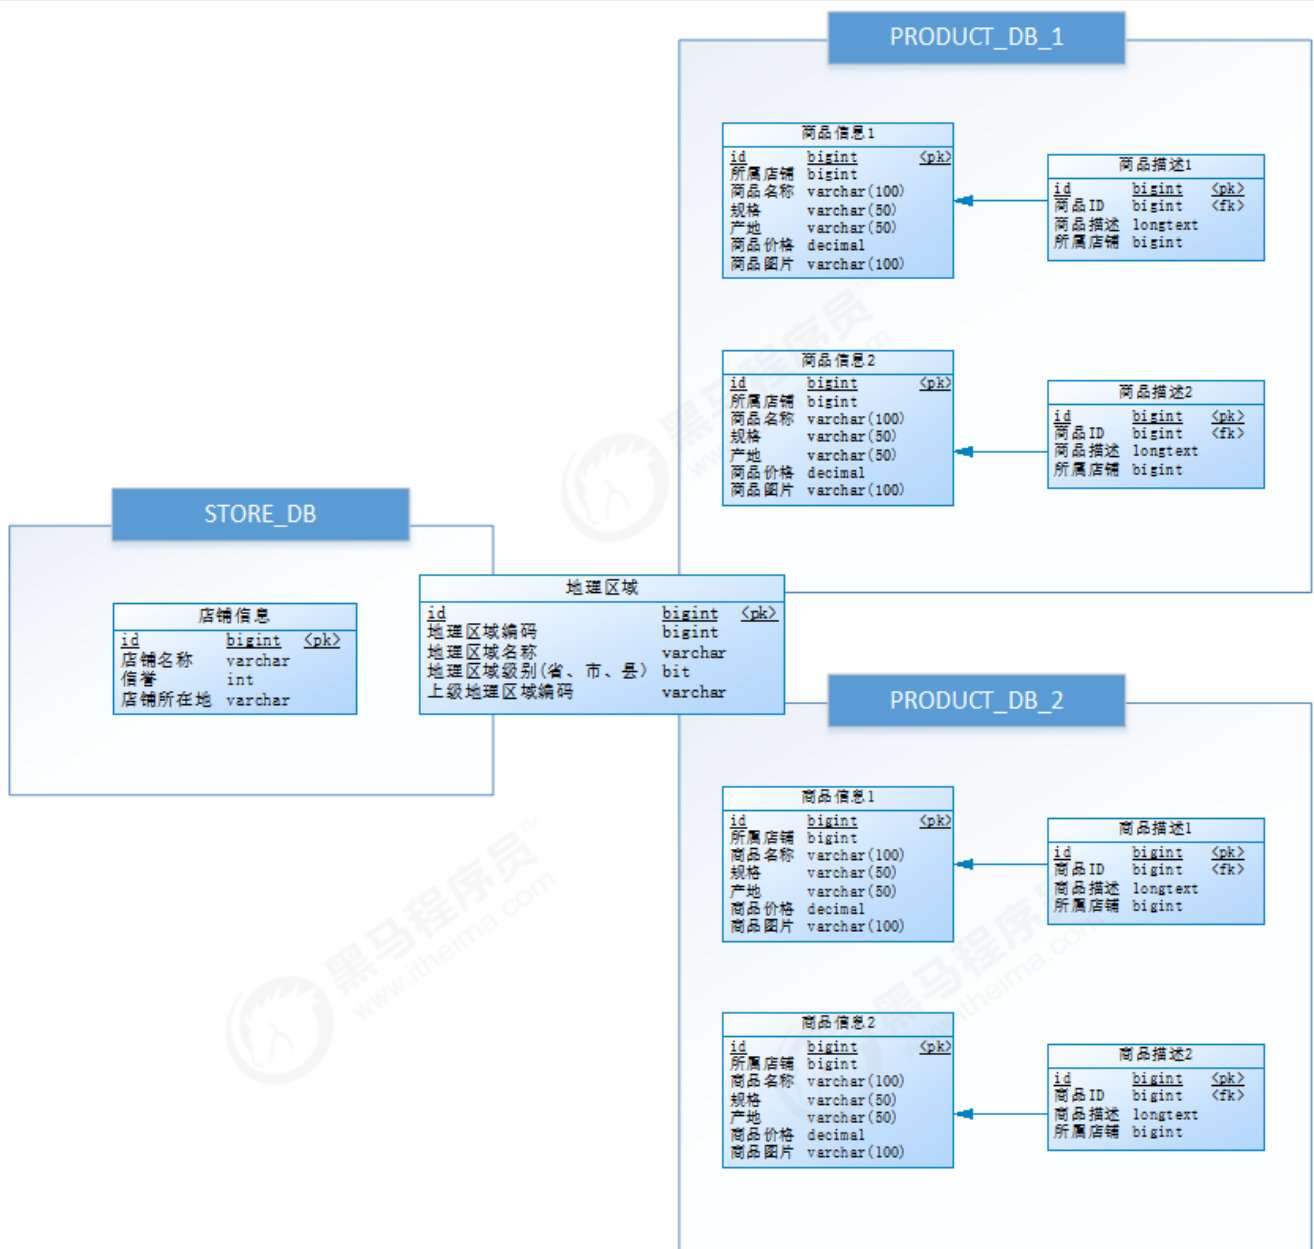 PRODUCT_DB_1
商品信息1
id bigint <pk>
所属店铺 bigint
商品名称 varchar(100)
规格 varchar(50)
产地 varchar(50)
商品价格 decimal
商品图片 varchar(100)
商品描述1
id bigint <pk>
商品ID bigint <fk>
商品描述 longtext
所属店铺 bigint
商品信息2
id bigint <pk>
所属店铺 bigint
商品名称 varchar(100)
规格 varchar(50)
产地 varchar(50)
商品价格 decimal
商品图片 varchar(100)
商品描述2
id bigint <pk>
商品ID bigint <fk>
商品描述 longtext
所属店铺 bigint
STORE_DB
店铺信息
id bigint <pk>
店铺名称 varchar
信誉 int
店铺所在地 varchar
地理区域
id bigint <pk>
地理区域编码 bigint
地理区域名称 varchar
地理区域级别(省、市、县) bit
上级地理区域编码 varchar
PRODUCT_DB_2
商品信息1
id bigint <pk>
所属店铺 bigint
商品名称 varchar(100)
规格 varchar(50)
产地 varchar(50)
商品价格 decimal
商品图片 varchar(100)
商品描述1
id bigint <pk>
商品ID bigint <fk>
商品描述 longtext
所属店铺 bigint
商品信息2
id bigint <pk>
所属店铺 bigint
商品名称 varchar(100)
规格 varchar(50)
产地 varchar(50)
商品价格 decimal
商品图片 varchar(100)
商品描述2
id bigint <pk>
商品ID bigint <fk>
商品描述 longtext
所属店铺 bigint
黑马程序员™
www.itheima.com